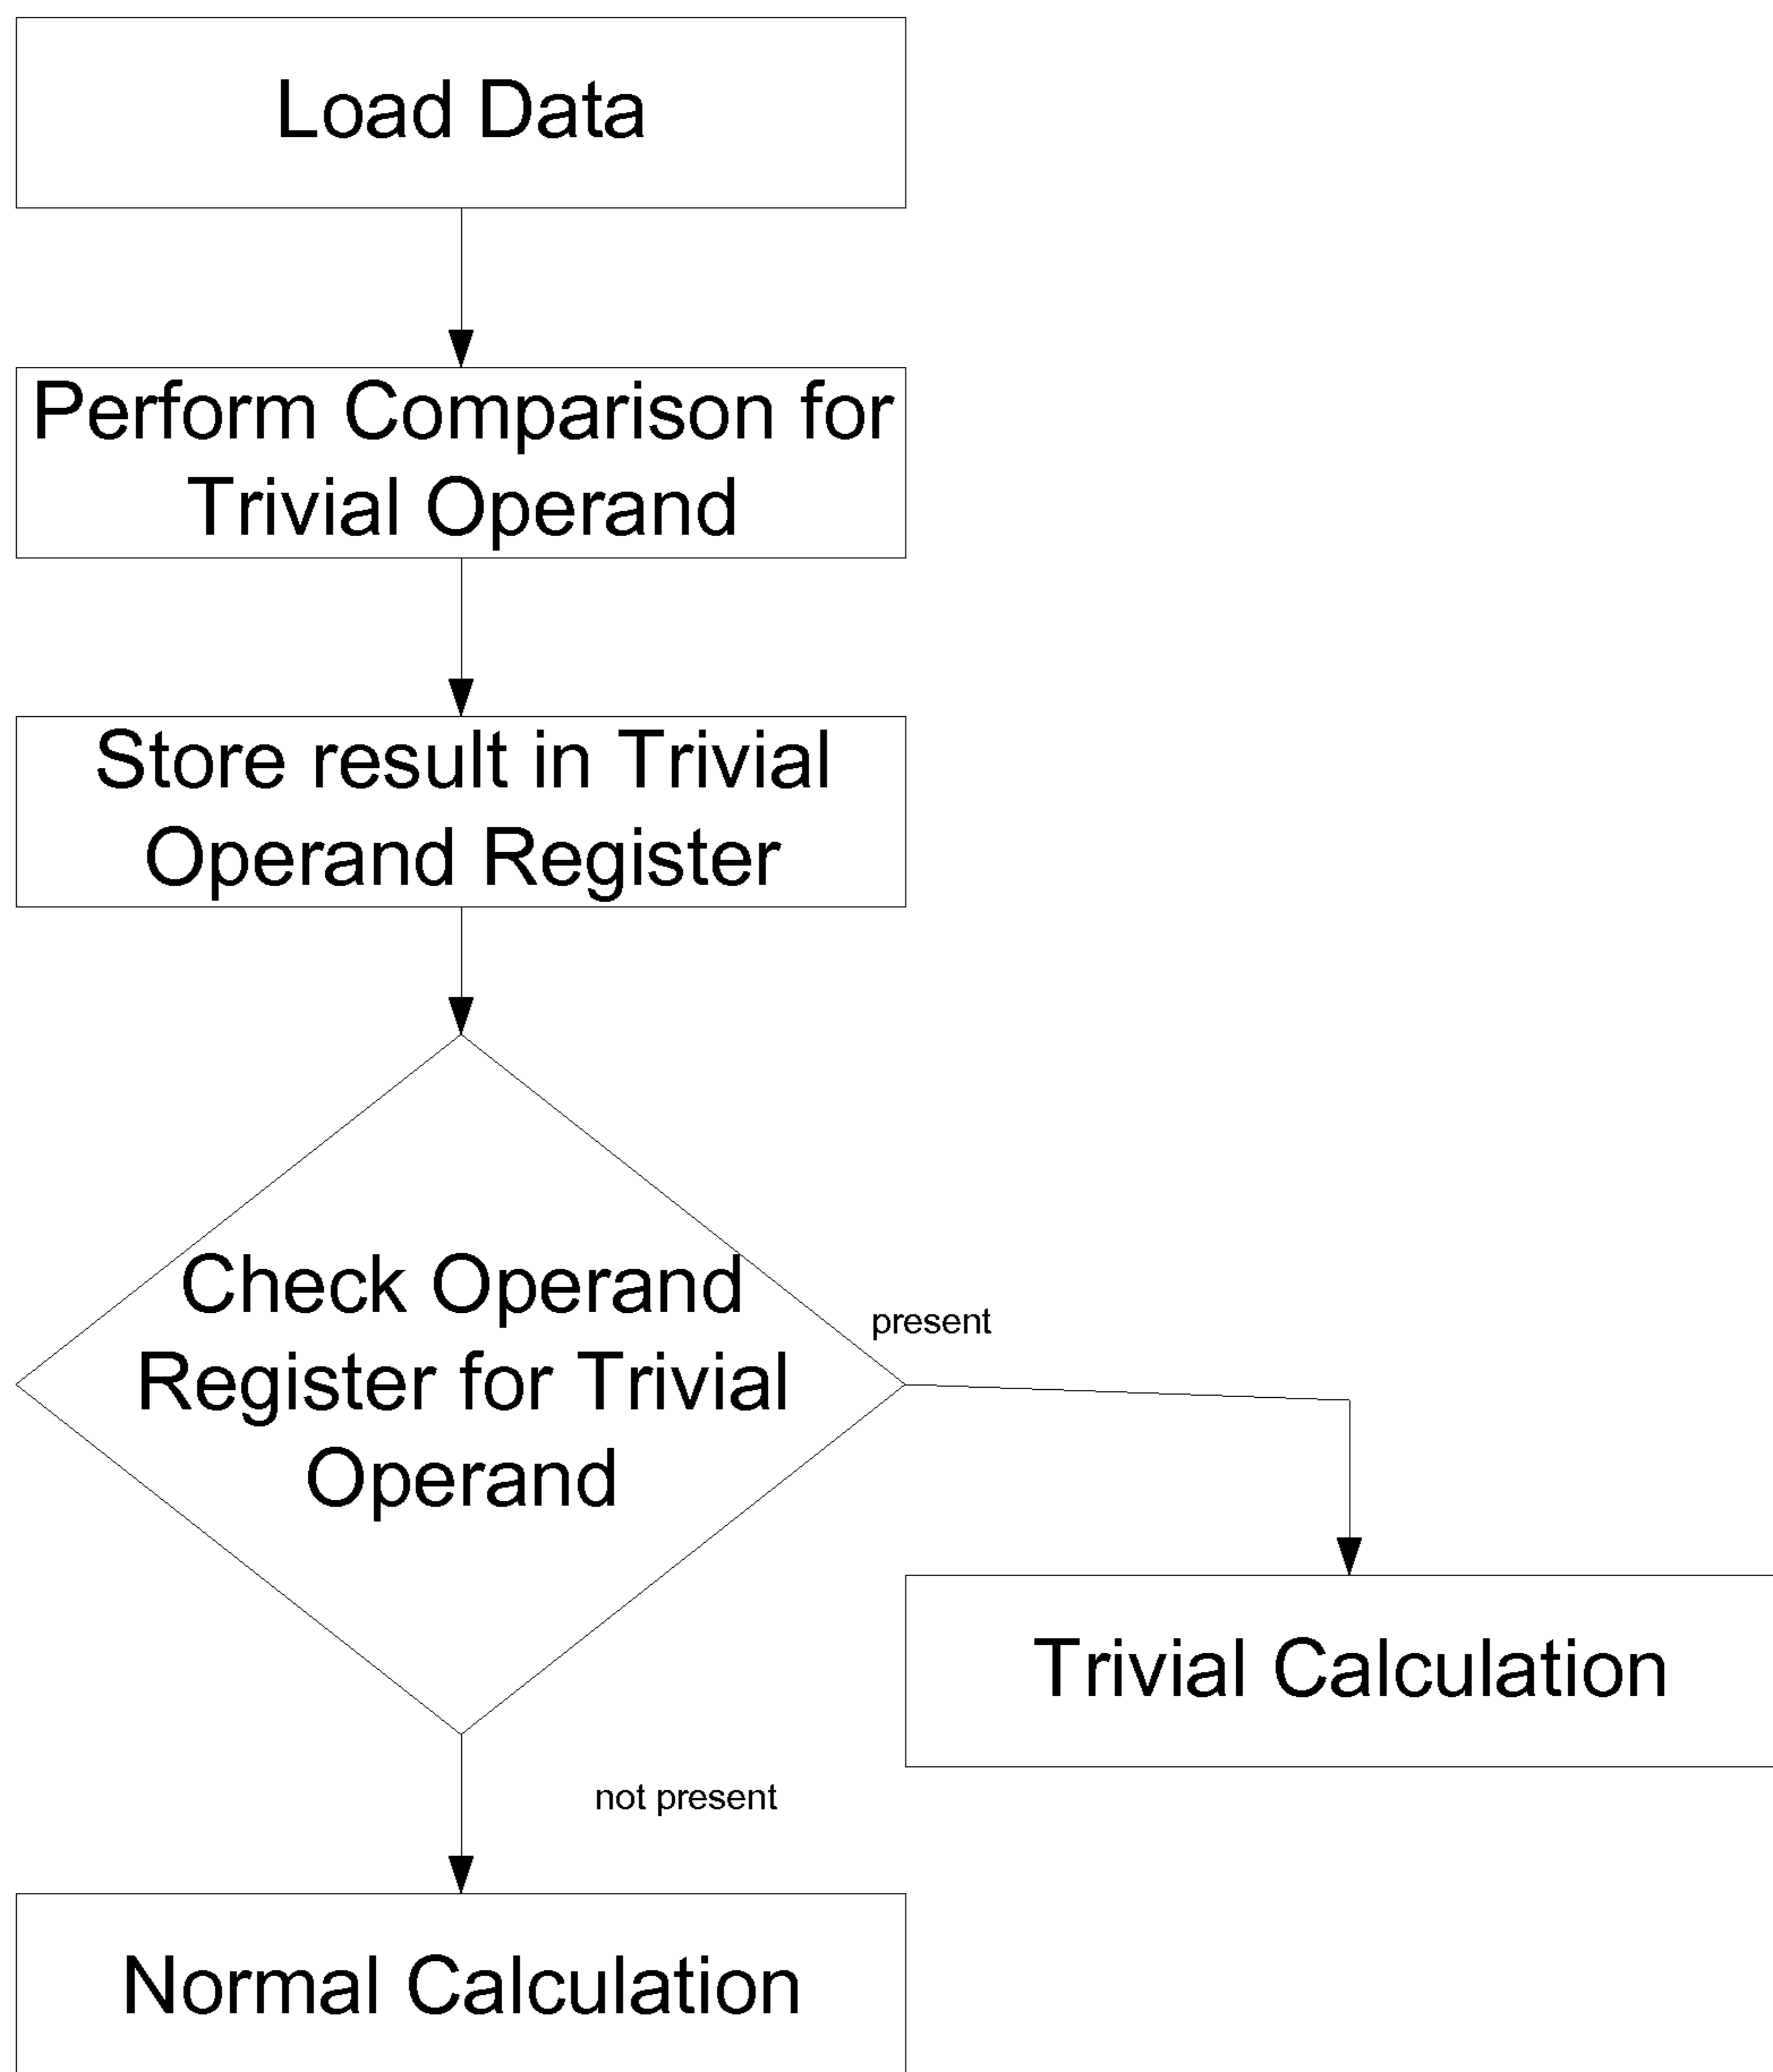 Load Data
Perform Comparison for
Trivial Operand
Store result in Trivial
Operand Register
Check Operand
Register for Trivial
Operand
present
Trivial Calculation
not present
Normal Calculation